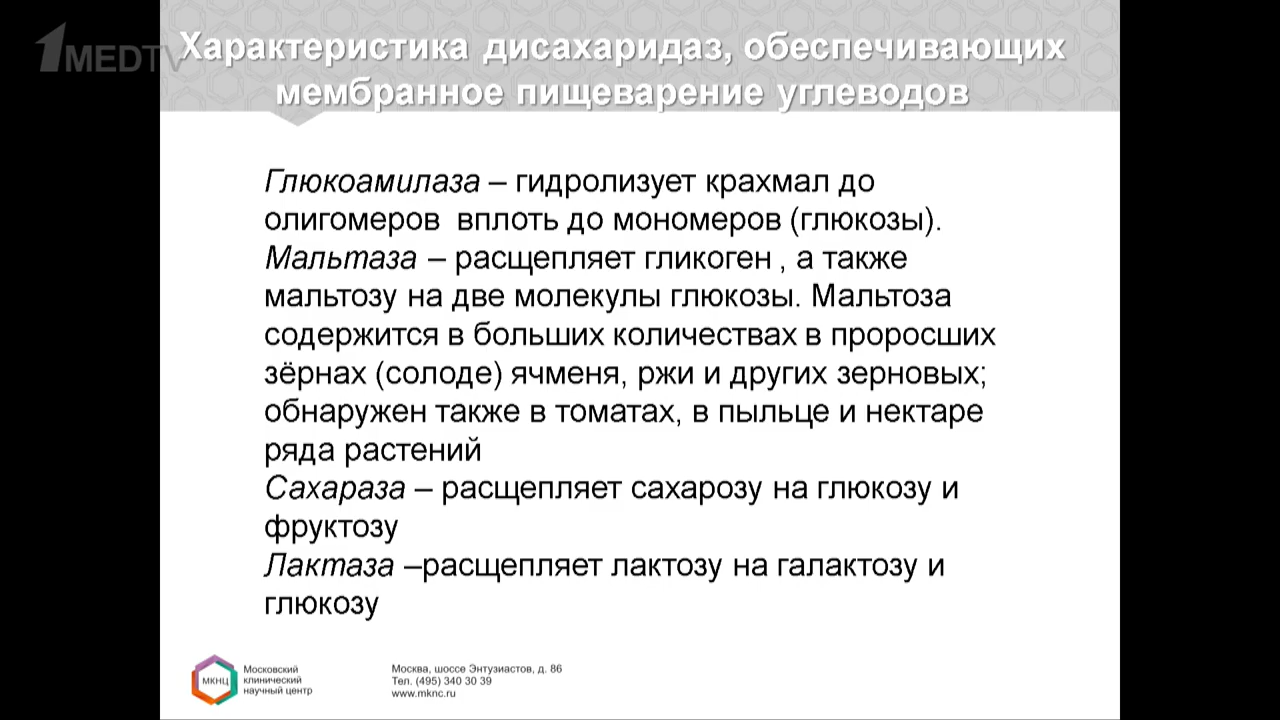 1MEDTV
Характеристика дисахаридаз, обеспечивающих
мембранное пищеварение углеводов
Глюкоамилаза – гидролизует крахмал до
олигомеров вплоть до мономеров (глюкозы).
Мальтаза – расщепляет гликоген , а также
мальтозу на две молекулы глюкозы. Мальтоза
содержится в больших количествах в проросших
зёрнах (солоде) ячменя, ржи и других зерновых;
обнаружен также в томатах, в пыльце и нектаре
ряда растений
Сахараза – расщепляет сахарозу на глюкозу и
фруктозу
Лактаза –расщепляет лактозу на галактозу и
глюкозу
МКНЦ
Московский
клинический
научный центр
Москва, шоссе Энтузиастов, д. 86
Тел. (495) 340 30 39
www.mknc.ru